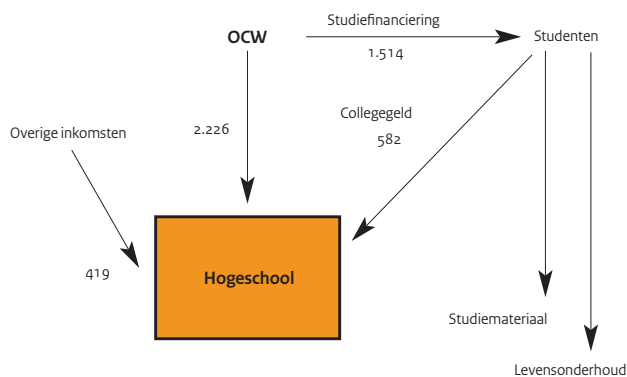 Studiefinanciering
OCW
Studenten
1.514
Collegegeld
2.226
582
Overige inkomsten
419
Hogeschool
Studiemateriaal
Levensonderhoud